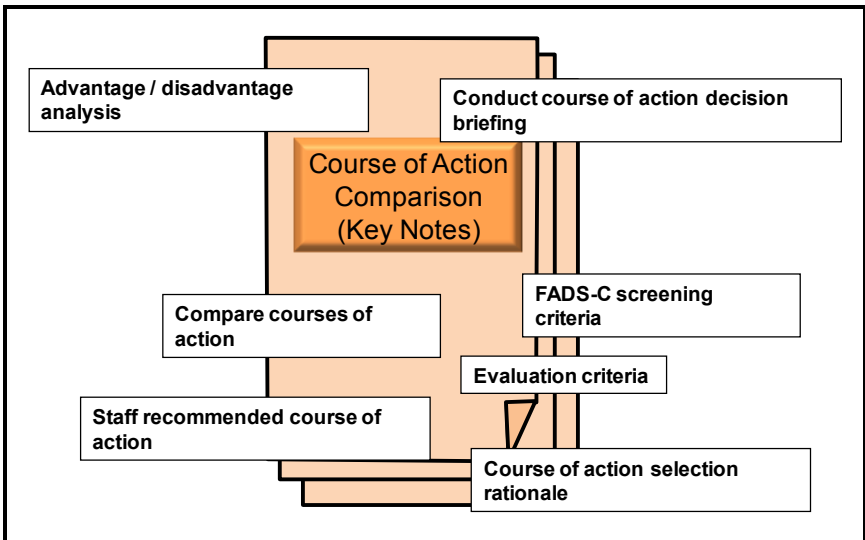 Advantage / disadvantage
analysis
Conduct course of action decision
briefing
Course of Action
Comparison
(Key Notes)
FADS-C screening
criteria
Compare courses of
action
Evaluation criteria
Staff recommended course of
action
Course of action selection
rationale